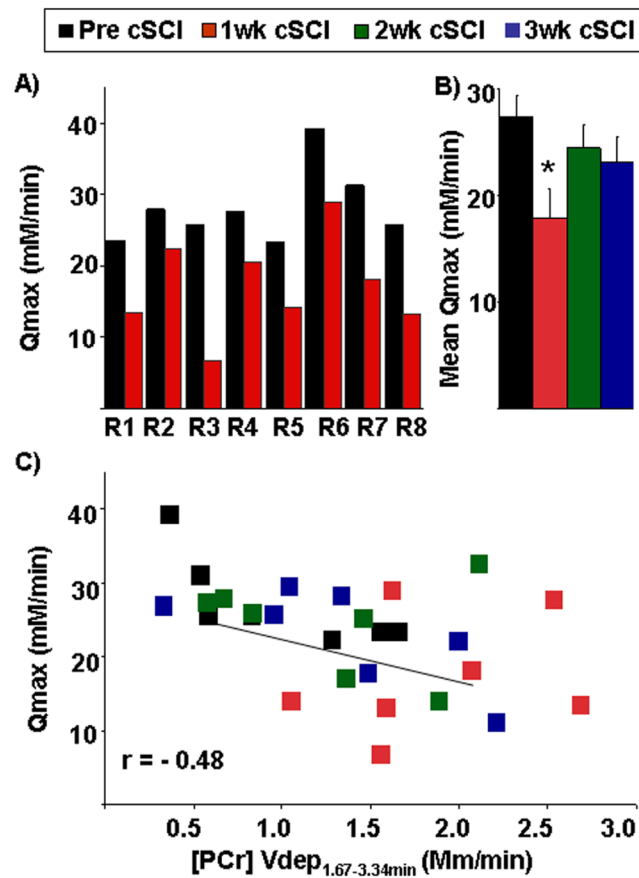 Pre cSCI 1wk cSCI 2wk cSCI 3wk cSCI
A)
Qmax (mM/min)
40
30
20
10
R1 R2 R3 R4 R5 R6 R7 R8
B)
Mean Qmax (mM/min)
30
20
10
*
C)
Qmax (mM/min)
40
30
20
10
r = - 0.48
0.5 1.0 1.5 2.0 2.5 3.0
[PCr] Vdep1.67-3.34min (Mm/min)